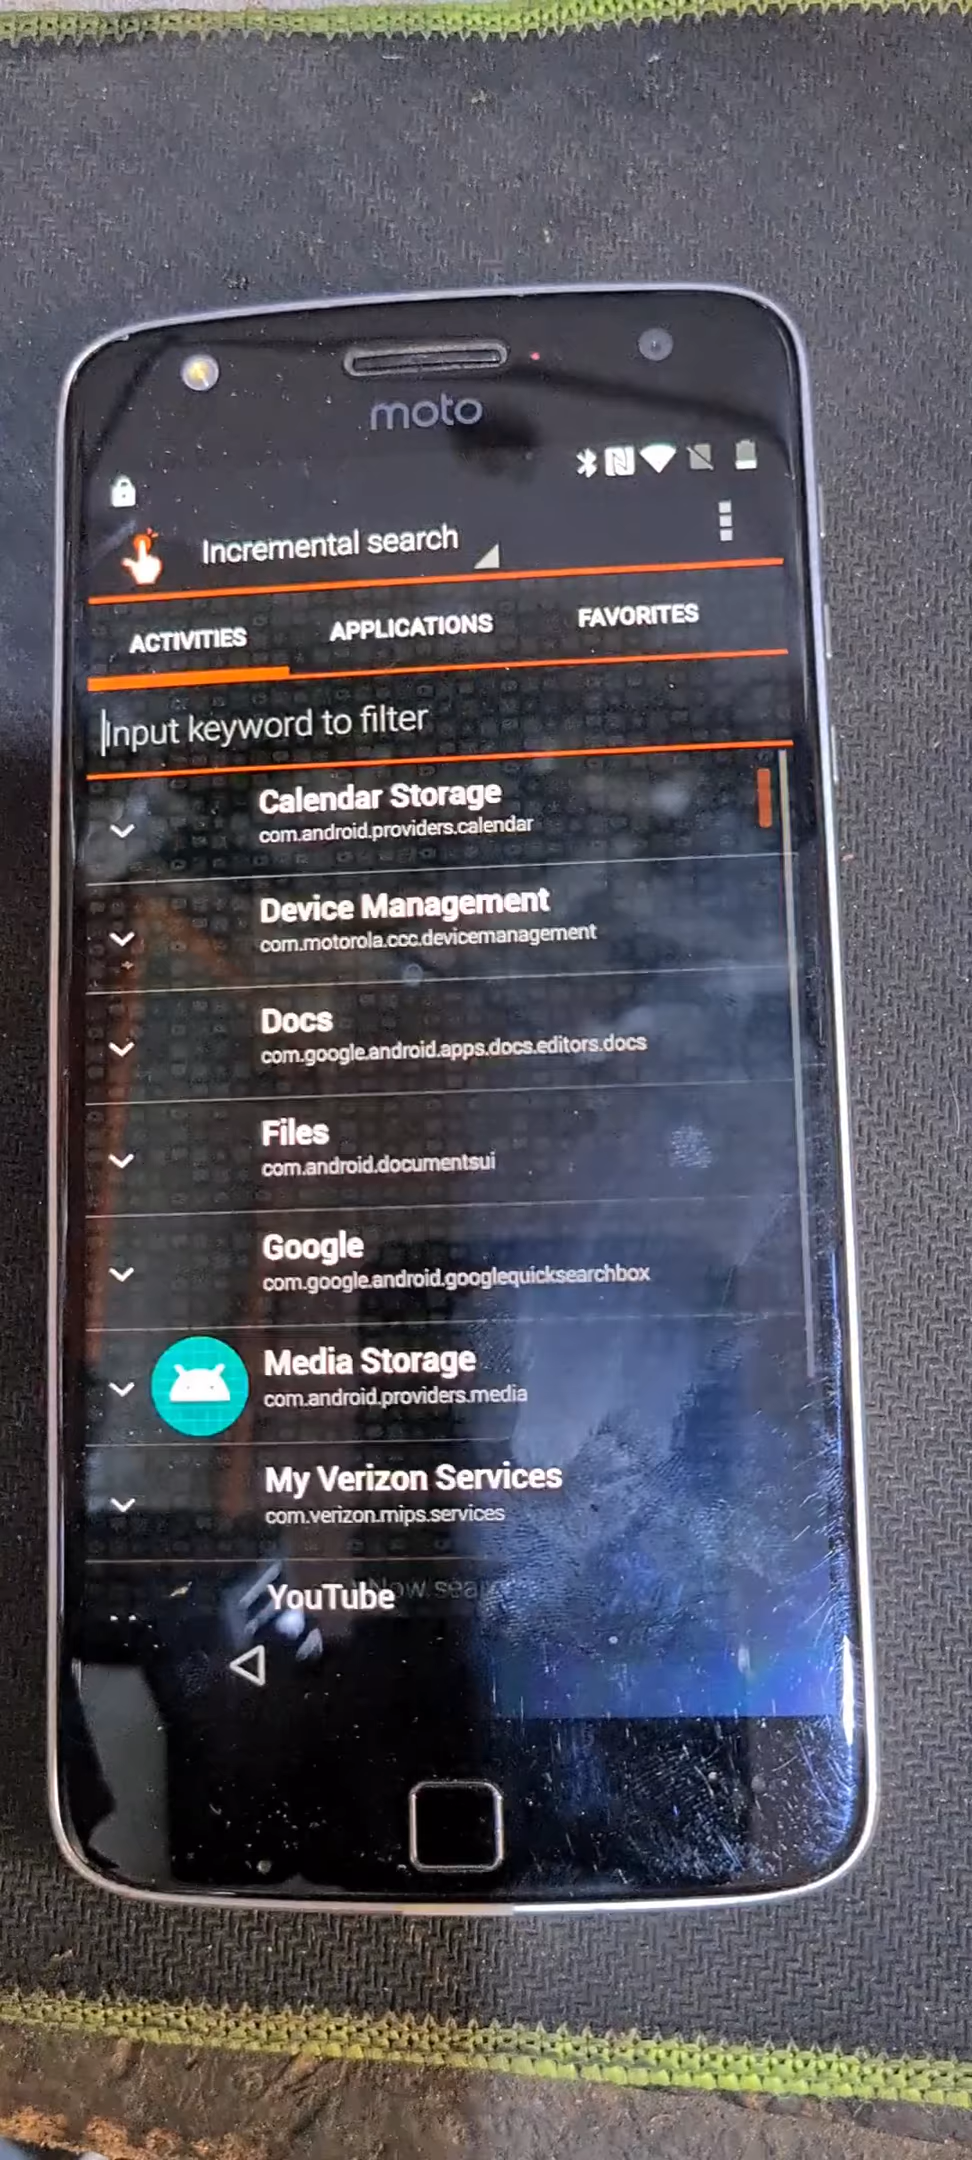 moto
Incremental search
ACTIVITIES APPLICATIONS FAVORITES
Input keyword to filter
Calendar Storage
com.android.providers.calendar
Device Management
com.motorola.ccc.devicemanagement
Docs
com.google.android.apps.docs.editors.docs
Files
com.android.documentsui
Google
com.google.android.googlequicksearchbox
Media Storage
com.android.providers.media
My Verizon Services
com.verizon.mips.services
Now
YouTube